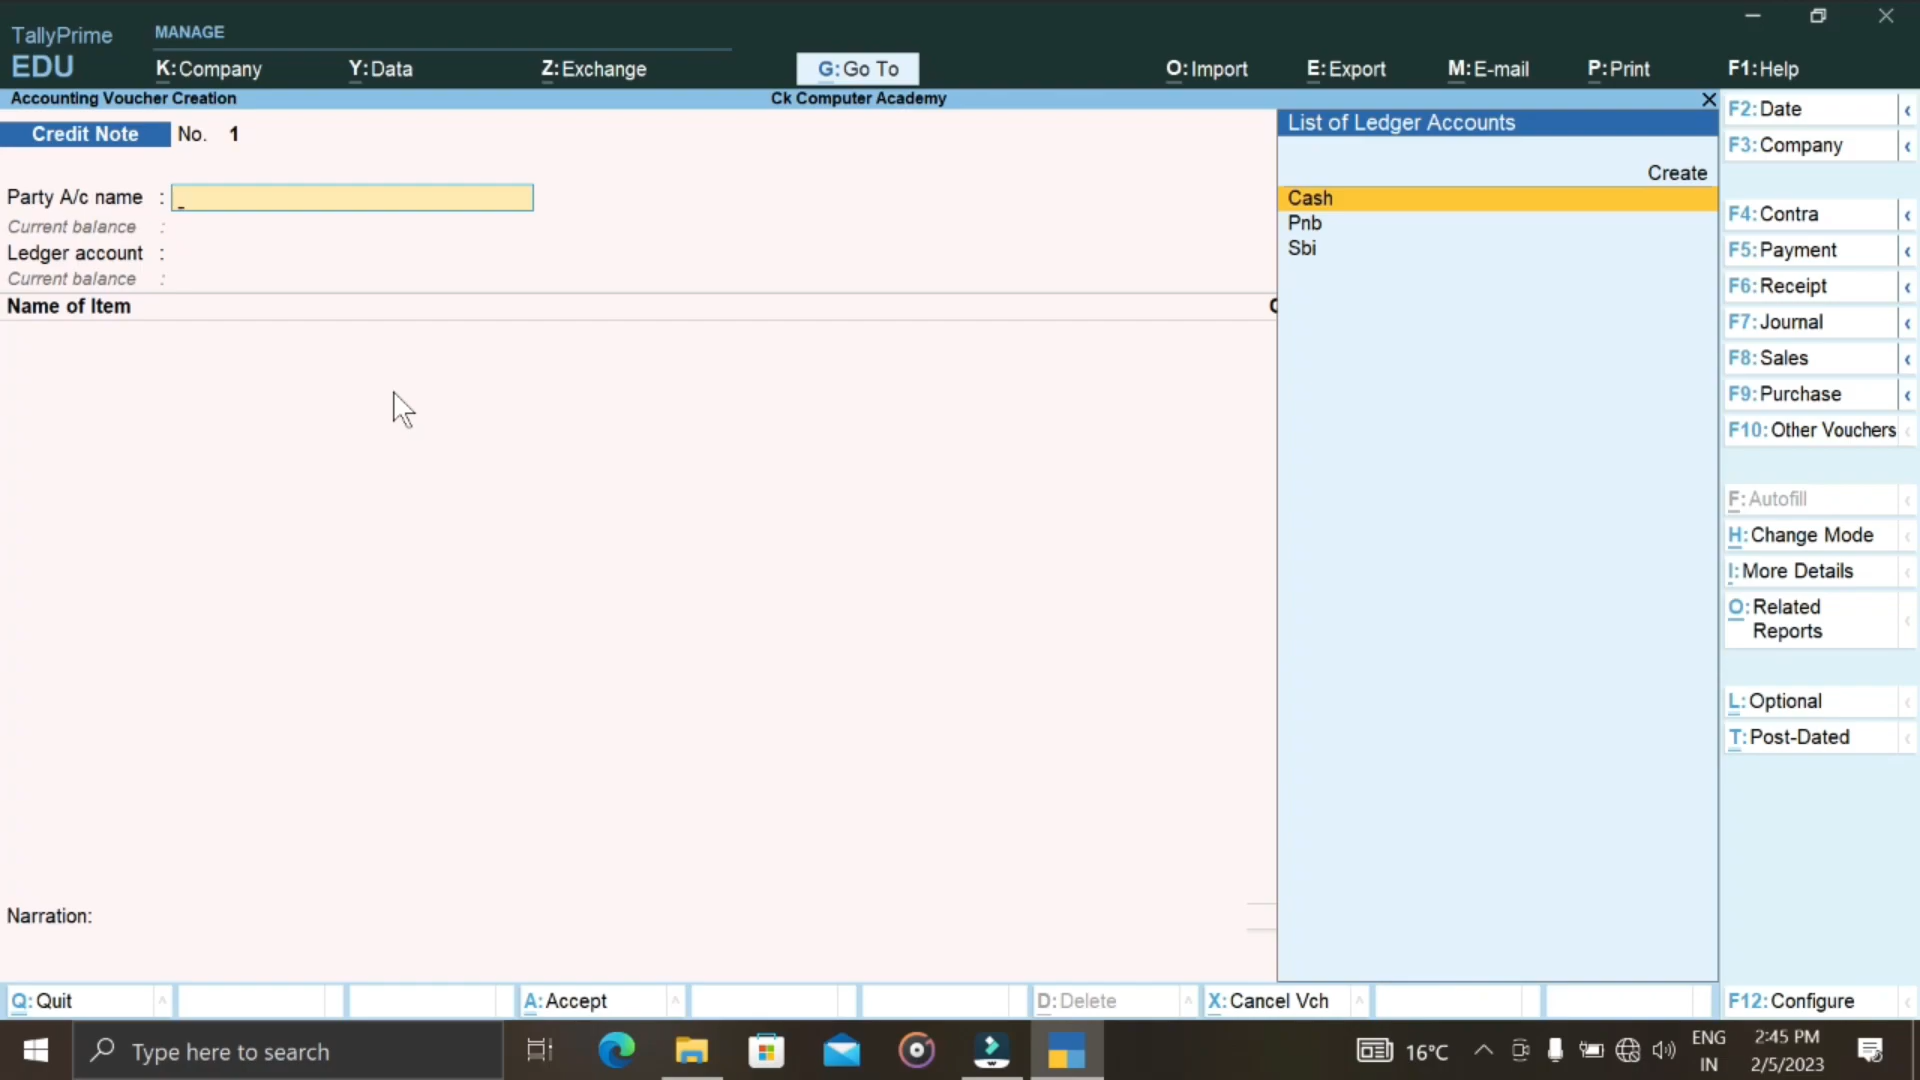 TallyPrime
EDU
MANAGE
K:Company
Y:Data
Z:Exchange
G:Go To
O:Import
E:Export
M:E-mail
P:Print
F1:Help
Accounting Voucher Creation
Ck Computer Academy
Credit Note
No. 1
Party A/c name :
Current balance :
Ledger account :
Current balance :
Name of Item
List of Ledger Accounts
Create
Cash
Pnb
Sbi
F2:Date
F3:Company
F4:Contra
F5:Payment
F6:Receipt
F7:Journal
F8:Sales
F9:Purchase
F10:Other Vouchers
F:Autofill
H:Change Mode
I:More Details
O:Related
Reports
L:Optional
T:Post-Dated
Narration:
Q:Quit
A:Accept
D:Delete
X:Cancel Vch
F12:Configure
Type here to search
16°C
ENG
IN
2:45 PM
2/5/2023